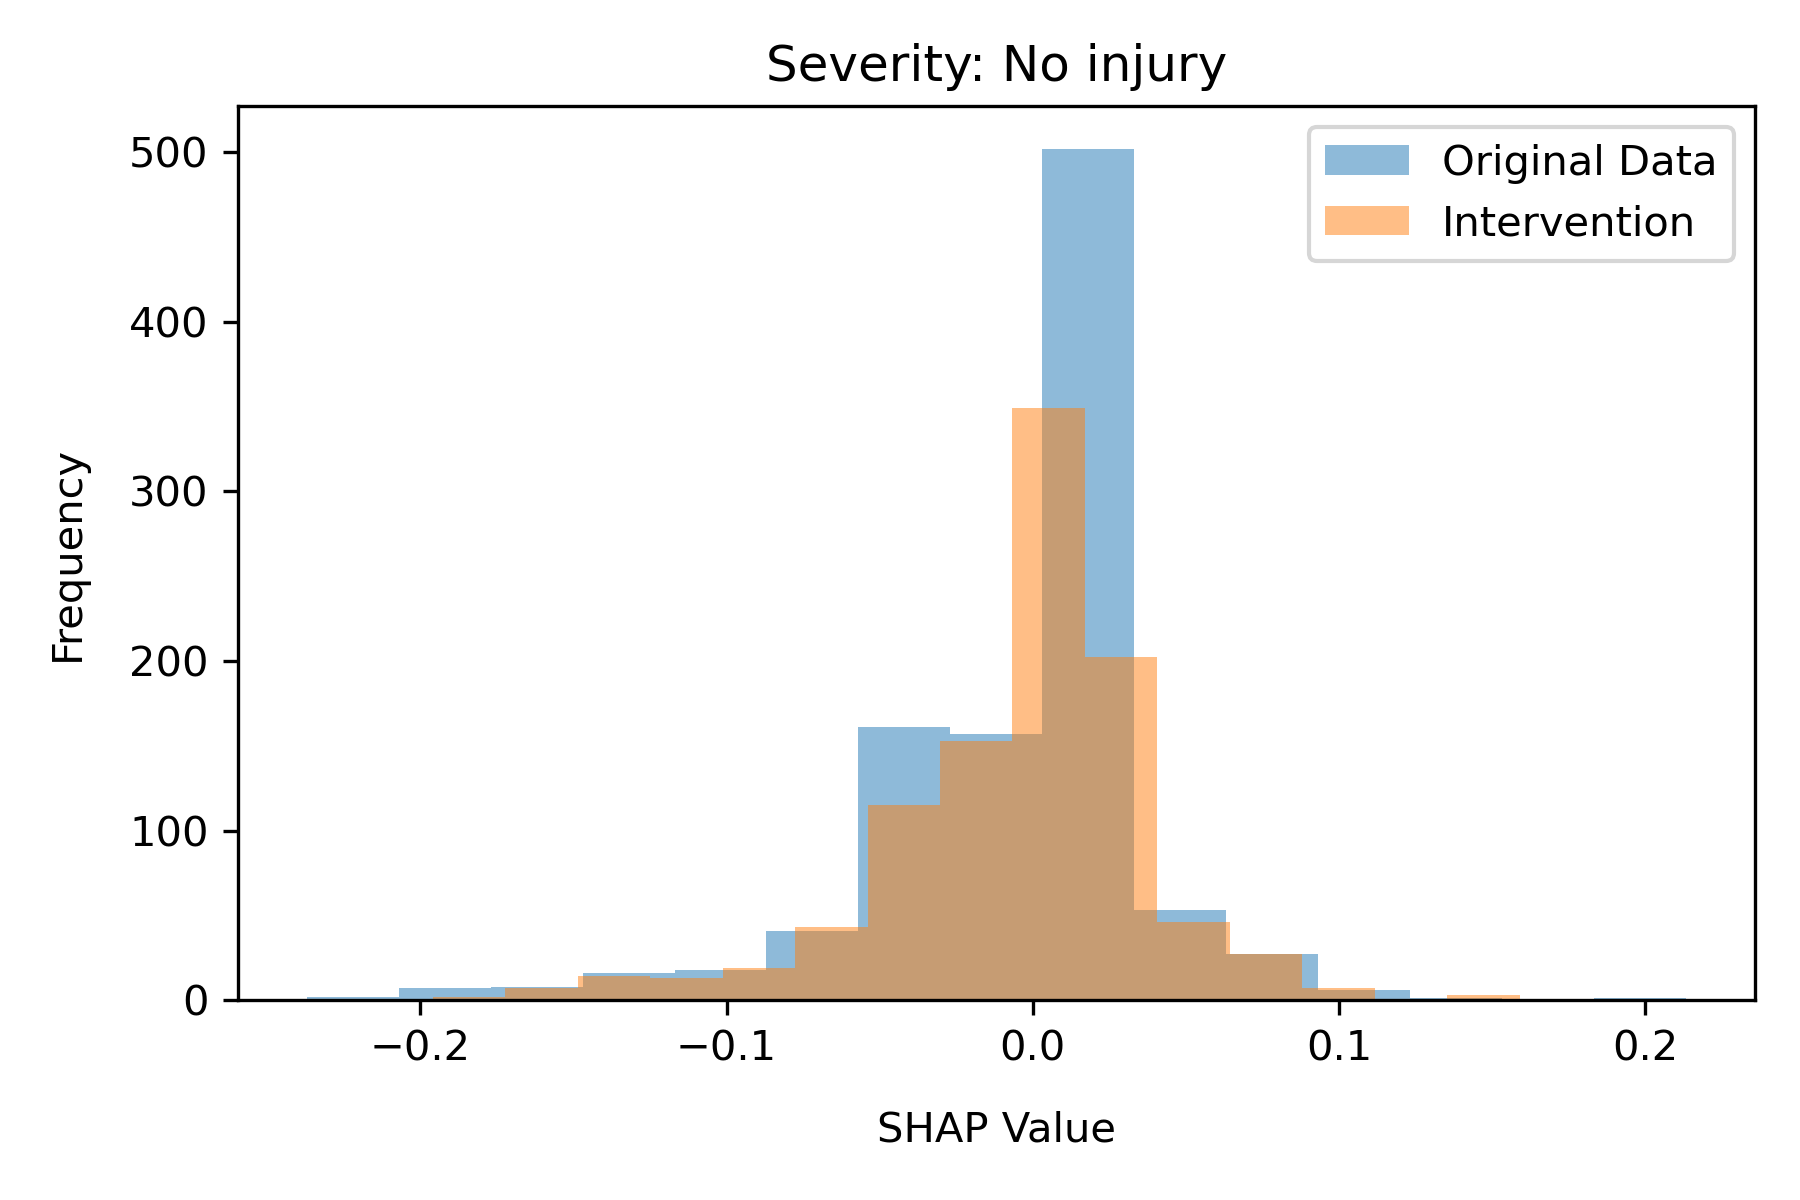 Severity: No injury
Original Data
Intervention
500
400
300
200
100
0
Frequency
−0.2
−0.1
0.0
0.1
0.2
SHAP Value